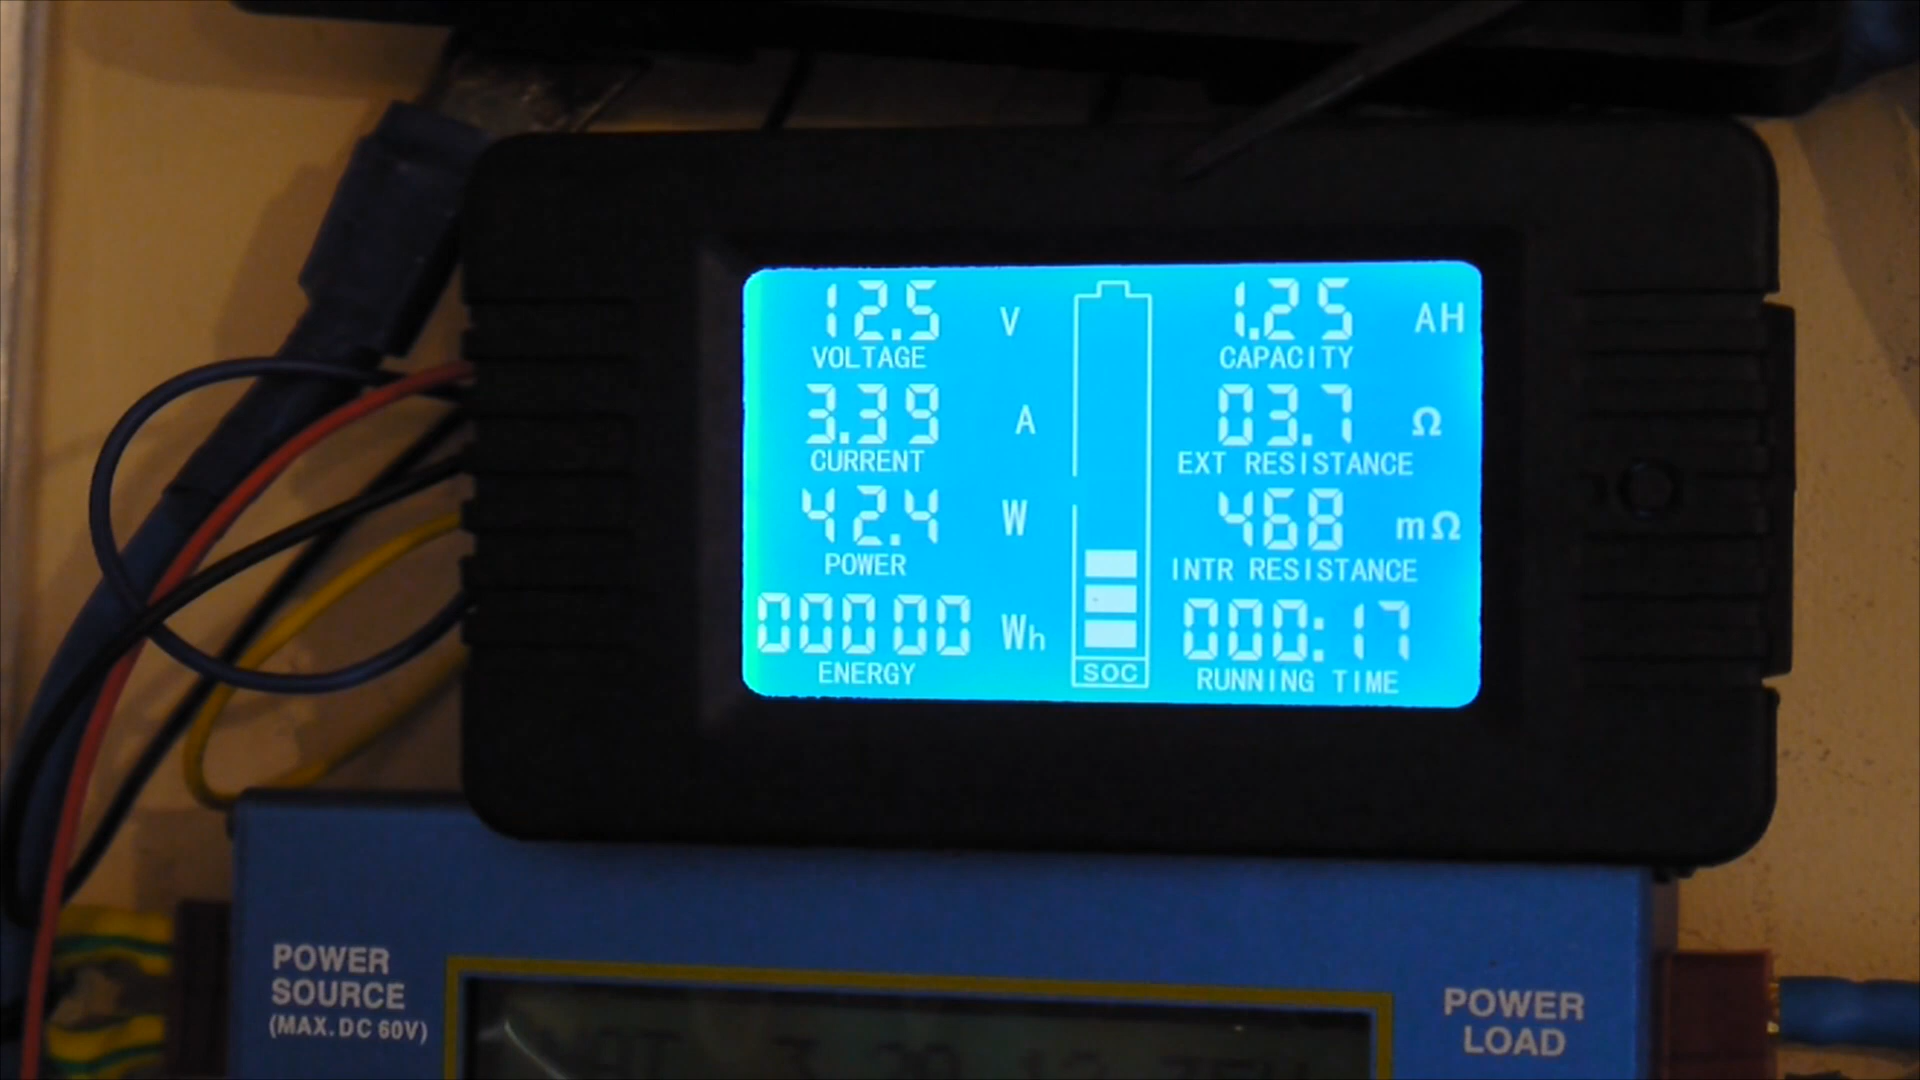 12.5 V
VOLTAGE
3.39 A
CURRENT
42.4 W
POWER
00000 Wh
ENERGY
SOC
1.25 AH
CAPACITY
03.7 Ω
EXT RESISTANCE
468 mΩ
INTR RESISTANCE
000:17
RUNNING TIME
POWER
SOURCE
(MAX. DC 60V)
POWER
LOAD